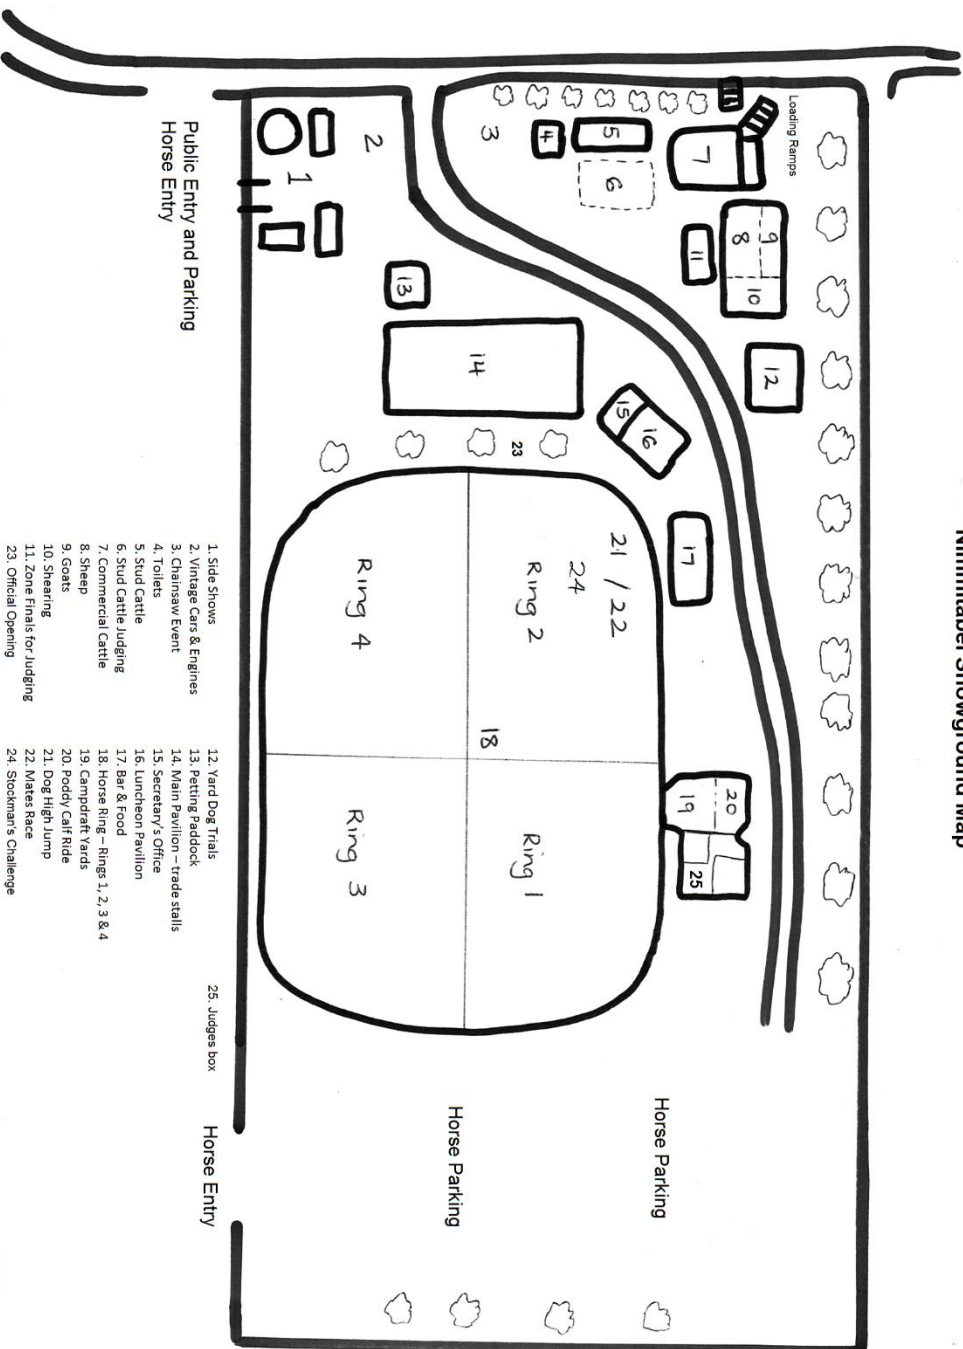 Nimmitabel Showground Map
Loading Ramps
3
4
5
6
7
8
9
10
11
12
2
1
13
14
15
16
17
23
21 / 22
24
Ring 2
Ring 4
18
Ring 1
Ring 3
19
20
25
Horse Parking
Horse Parking
Public Entry and Parking
Horse Entry
Horse Entry
1. Side Shows
2. Vintage Cars & Engines
3. Chainsaw Event
4. Toilets
5. Stud Cattle
6. Stud Cattle Judging
7. Commercial Cattle
8. Sheep
9. Goats
10. Shearing
11. Zone Finals for Judging
23. Official Opening
12. Yard Dog Trials
13. Petting Paddock
14. Main Pavilion – trade stalls
15. Secretary's Office
16. Luncheon Pavilion
17. Bar & Food
18. Horse Ring – Rings 1, 2, 3 & 4
19. Campdraft Yards
20. Poddy Calf Ride
21. Dog High Jump
22. Mates Race
24. Stockman's Challenge
25. Judges box